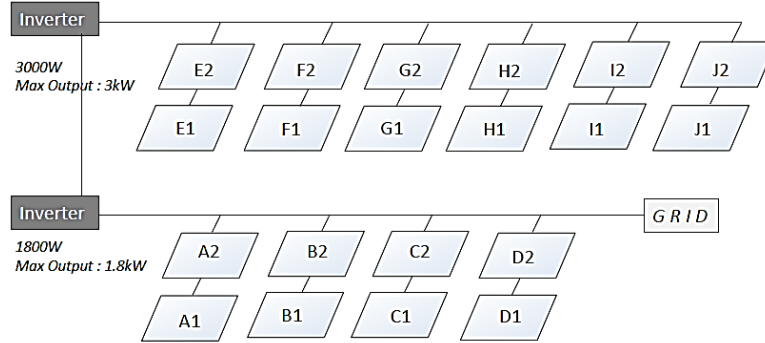 Inverter
3000W
Max Output : 3kW
E2 F2 G2 H2 I2 J2
E1 F1 G1 H1 I1 J1
Inverter
GRID
1800W
Max Output : 1.8kW
A2 B2 C2 D2
A1 B1 C1 D1